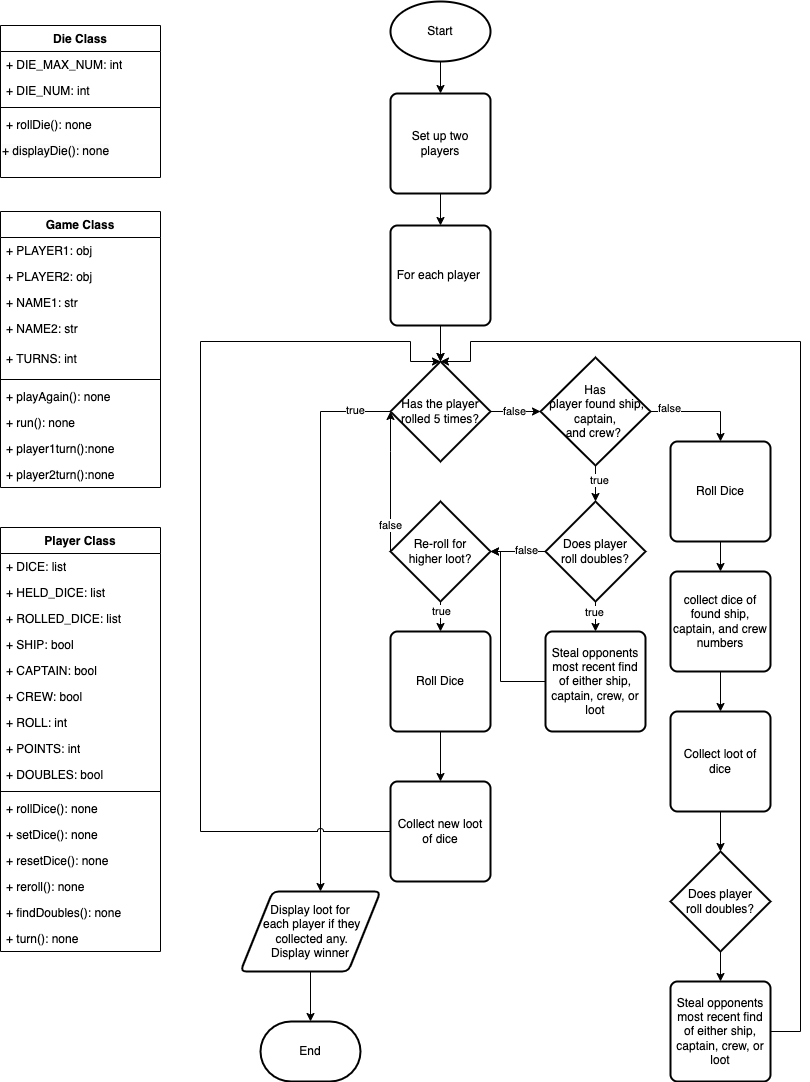 Die Class
+ DIE_MAX_NUM: int
+ DIE_NUM: int
+ rollDie(): none
+ displayDie(): none
Game Class
+ PLAYER1: obj
+ PLAYER2: obj
+ NAME1: str
+ NAME2: str
+ TURNS: int
+ playAgain(): none
+ run(): none
+ player1turn():none
+ player2turn():none
Player Class
+ DICE: list
+ HELD_DICE: list
+ ROLLED_DICE: list
+ SHIP: bool
+ CAPTAIN: bool
+ CREW: bool
+ ROLL: int
+ POINTS: int
+ DOUBLES: bool
+ rollDice(): none
+ setDice(): none
+ resetDice(): none
+ reroll(): none
+ findDoubles(): none
+ turn(): none
Start
Set up two
players
For each player
Has the player
rolled 5 times?
true
false
Has
player found ship,
captain,
and crew?
false
true
Roll Dice
collect dice of
found ship,
captain, and crew
numbers
Collect loot of
dice
Does player
roll doubles?
Steal opponents
most recent find
of either ship,
captain, crew, or
loot
Does player
roll doubles?
false
true
Steal opponents
most recent find
of either ship,
captain, crew, or
loot
Re-roll for
higher loot?
false
true
Roll Dice
Collect new loot
of dice
Display loot for
each player if they
collected any.
Display winner
End